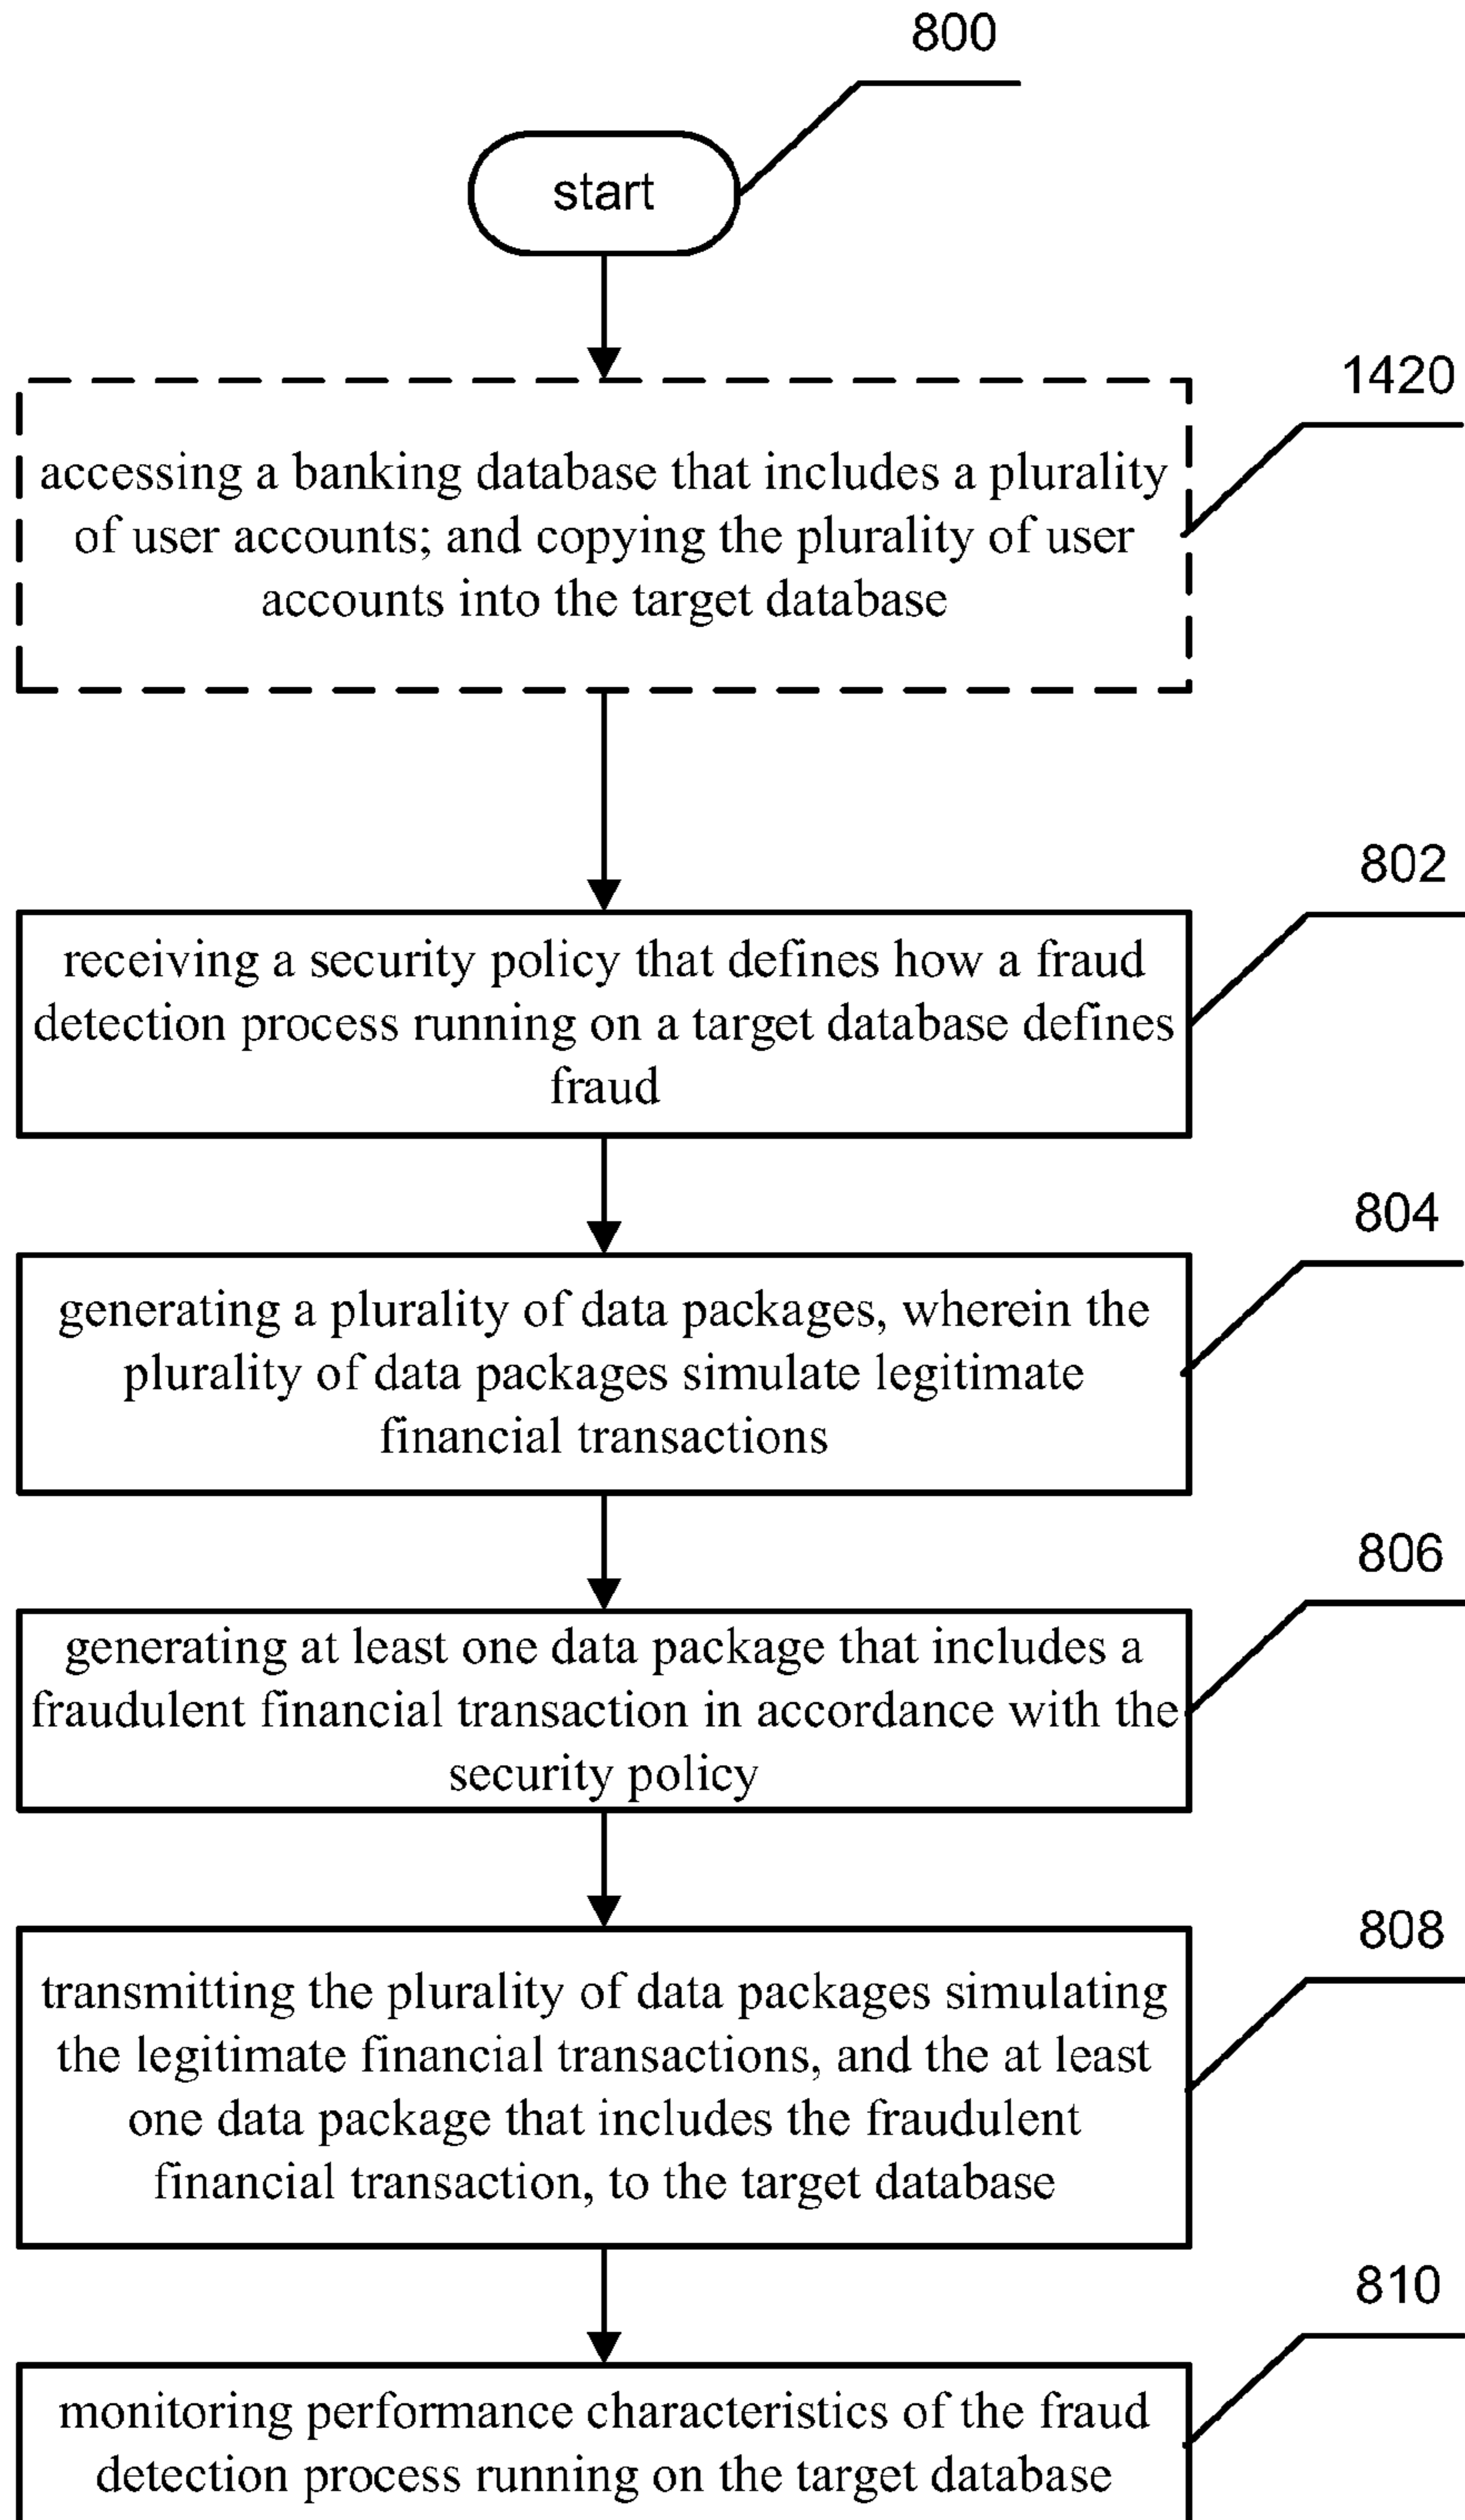 800
start
1420
accessing a banking database that includes a plurality
of user accounts; and copying the plurality of user
accounts into the target database
802
receiving a security policy that defines how a fraud
detection process running on a target database defines
fraud
804
generating a plurality of data packages, wherein the
plurality of data packages simulate legitimate
financial transactions
806
generating at least one data package that includes a
fraudulent financial transaction in accordance with the
security policy
808
transmitting the plurality of data packages simulating
the legitimate financial transactions, and the at least
one data package that includes the fraudulent
financial transaction, to the target database
810
monitoring performance characteristics of the fraud
detection process running on the target database